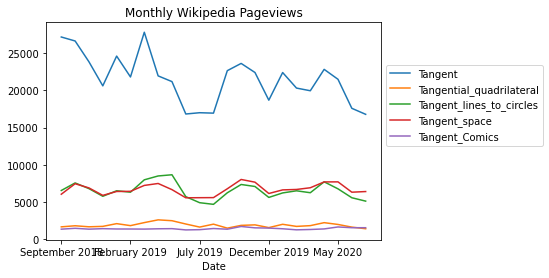 Monthly Wikipedia Pageviews
25000
20000
15000
10000
5000
0
September 2018 February 2019 July 2019 December 2019 May 2020
Date
Tangent
Tangential_quadrilateral
Tangent_lines_to_circles
Tangent_space
Tangent_Comics